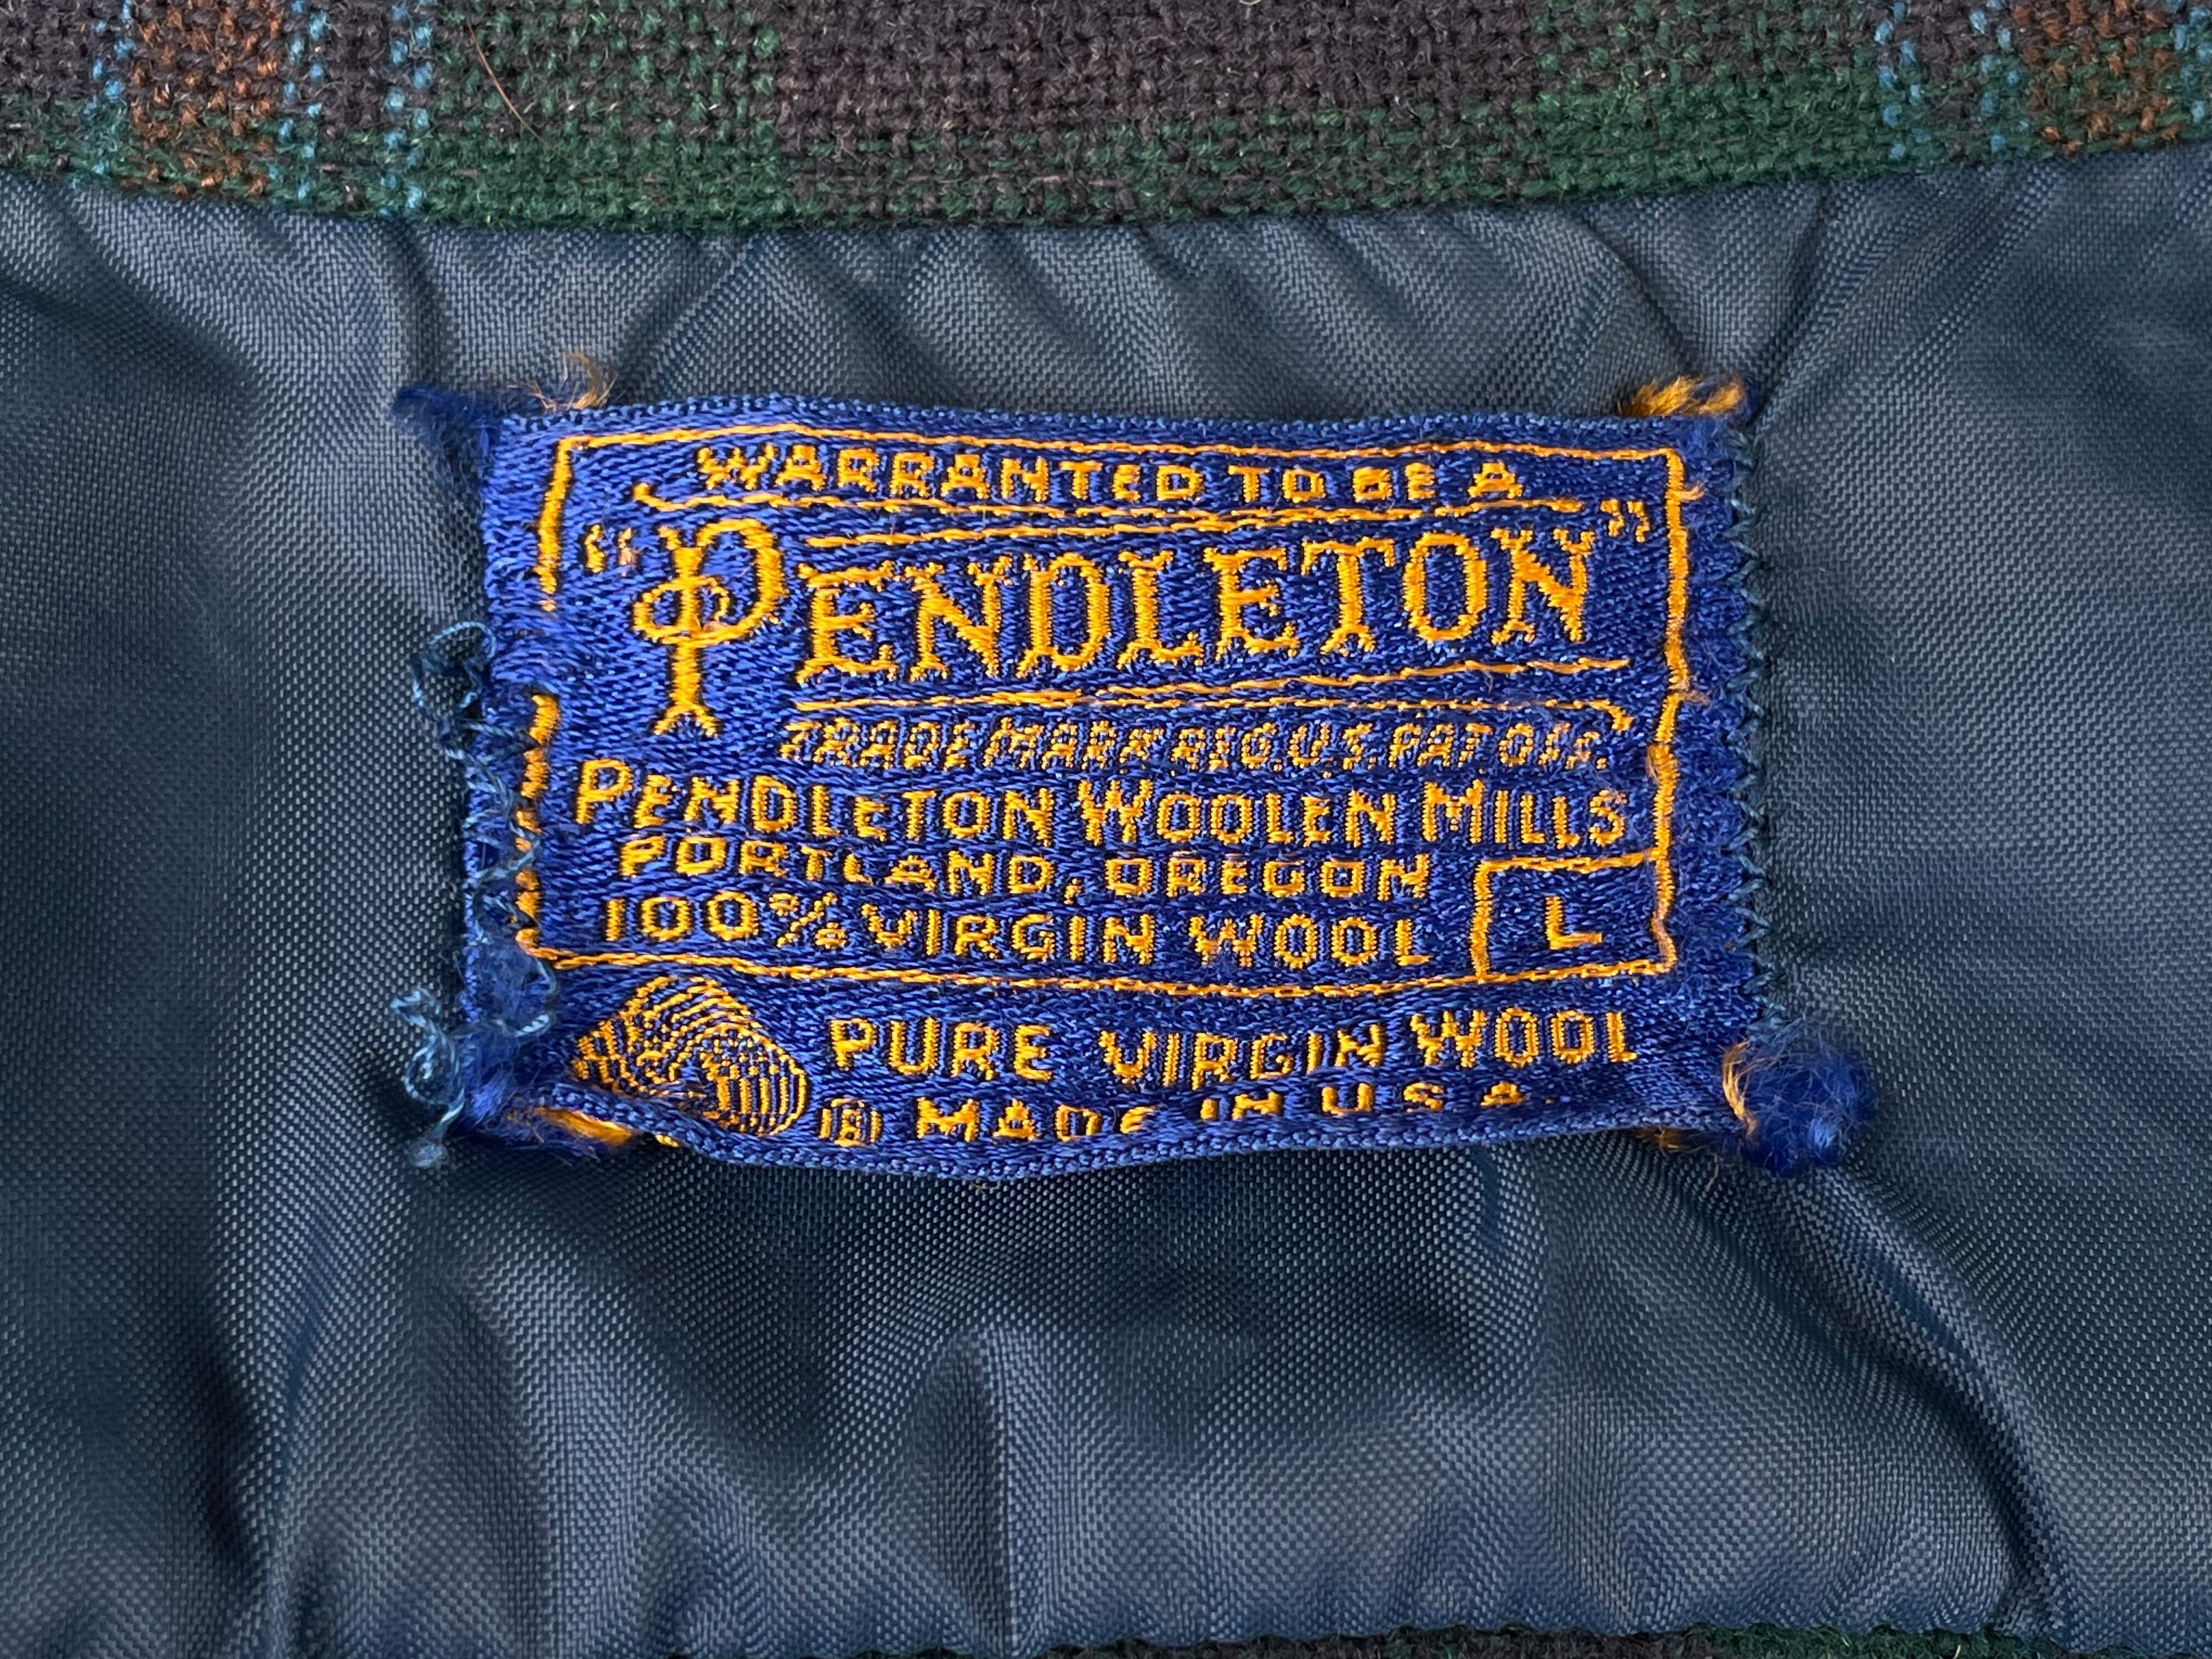 WARRANTED TO BE A
“PENDLETON”
TRADE MARK REG. U.S. PAT OFF.
PENDLETON WOOLEN MILLS
PORTLAND, OREGON
100% VIRGIN WOOL L
PURE VIRGIN WOOL
® MADE IN U S A.